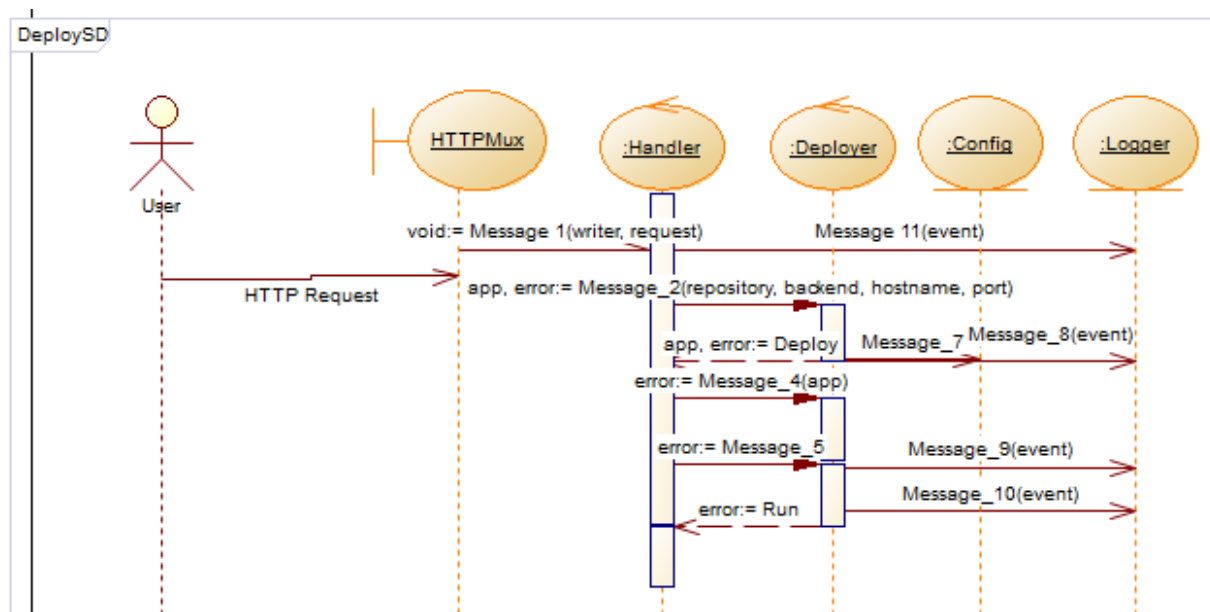 DeploySD
HTTPMux
:Handler
:Deployer
:Config
:Logger
User
void:= Message 1(writer, request)
Message 11(event)
HTTP Request
app, error:= Message_2(repository, backend, hostname, port)
app, error:= Deploy
Message_7
Message_8(event)
error:= Message_4(app)
error:= Message_5
Message_9(event)
Message_10(event)
error:= Run